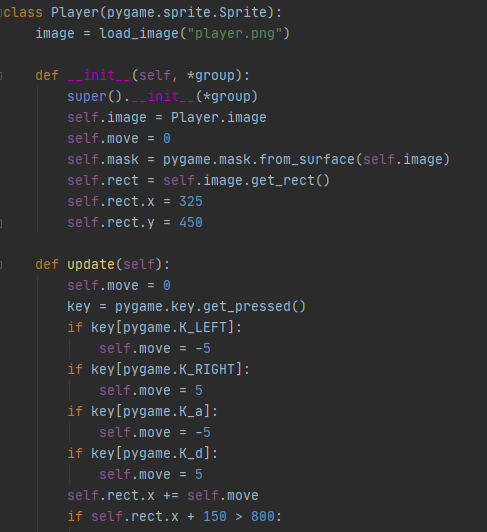 class Player(pygame.sprite.Sprite):
    image = load_image("player.png")

    def __init__(self, *group):
        super().__init__(*group)
        self.image = Player.image
        self.move = 0
        self.mask = pygame.mask.from_surface(self.image)
        self.rect = self.image.get_rect()
        self.rect.x = 325
        self.rect.y = 450

    def update(self):
        self.move = 0
        key = pygame.key.get_pressed()
        if key[pygame.K_LEFT]:
            self.move = -5
        if key[pygame.K_RIGHT]:
            self.move = 5
        if key[pygame.K_a]:
            self.move = -5
        if key[pygame.K_d]:
            self.move = 5
        self.rect.x += self.move
        if self.rect.x + 150 > 800: